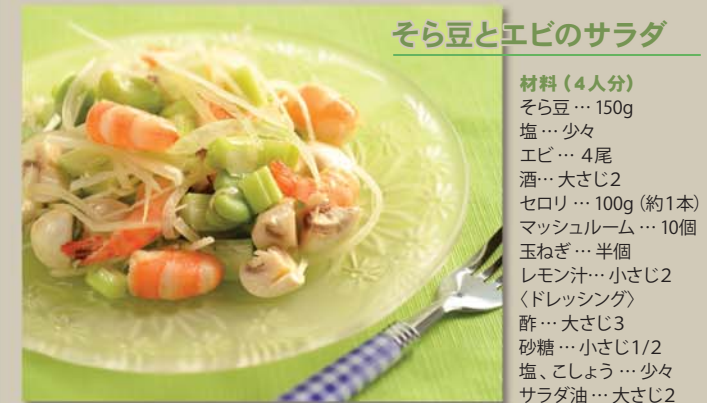 そら豆とエビのサラダ
材料(4人分)
そら豆… 150g
塩… 少々
エビ… 4尾
酒… 大さじ2
セロリ… 100g(約1本)
マッシュルーム… 10個
玉ねぎ… 半個
レモン汁… 小さじ2
〈ドレッシング〉
酢… 大さじ3
砂糖… 小さじ1/2
塩、こしょう… 少々
サラダ油… 大さじ2